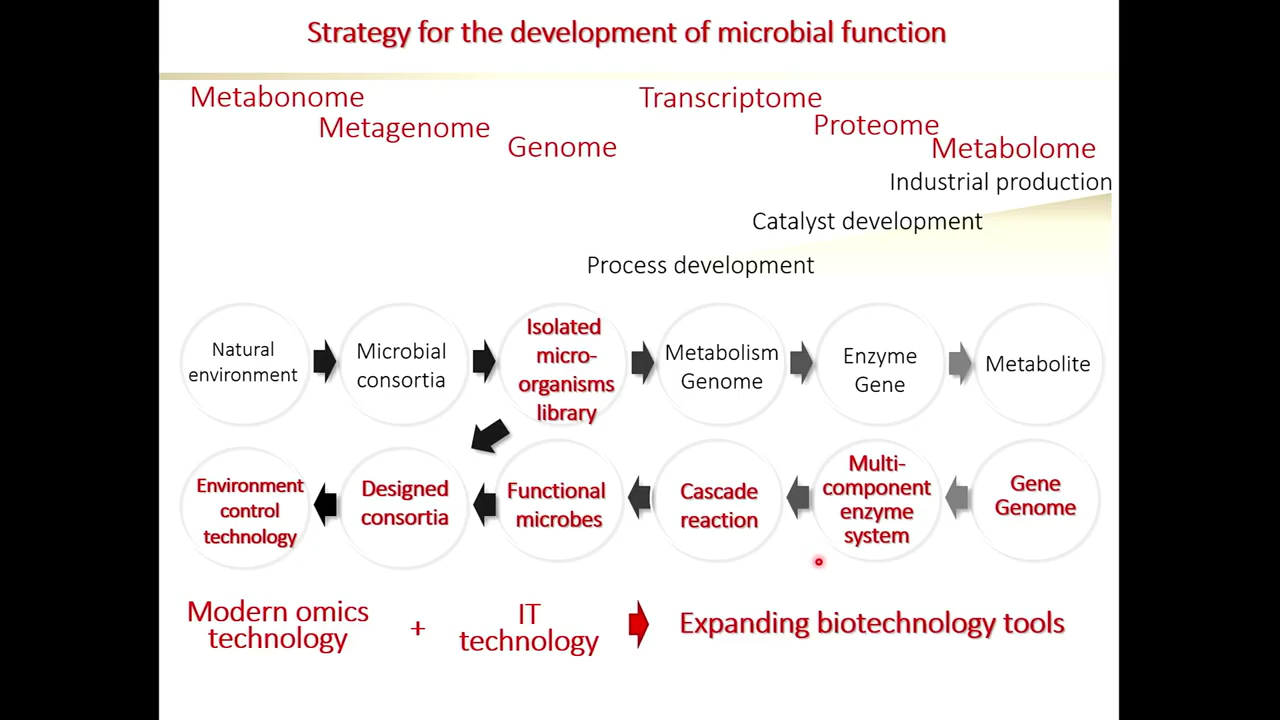 Strategy for the development of microbial function
Metabonome
Metagenome
Genome
Transcriptome
Proteome
Metabolome
Industrial production
Catalyst development
Process development
Natural
environment
Microbial
consortia
Isolated
micro-
organisms
library
Metabolism
Genome
Enzyme
Gene
Metabolite
Environment
control
technology
Designed
consortia
Functional
microbes
Cascade
reaction
Multi-
component
enzyme
system
Gene
Genome
Modern omics
technology
+
IT
technology
Expanding biotechnology tools